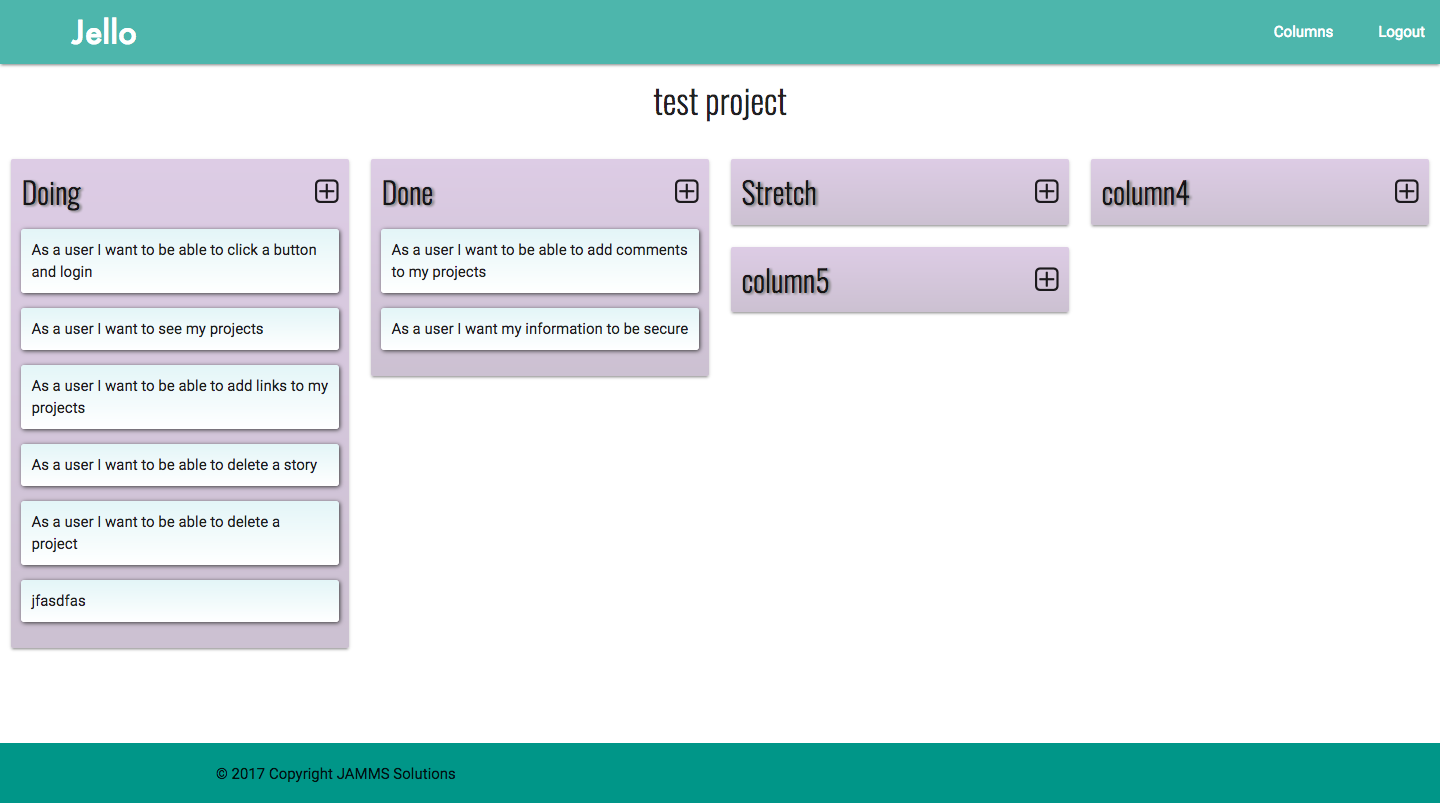 Jello
Columns
Logout
test project
Doing
As a user I want to be able to click a button
and login
As a user I want to see my projects
As a user I want to be able to add links to my
projects
As a user I want to be able to delete a story
As a user I want to be able to delete a
project
jfasdfas
Done
As a user I want to be able to add comments
to my projects
As a user I want my information to be secure
Stretch
column4
column5
© 2017 Copyright JAMMS Solutions